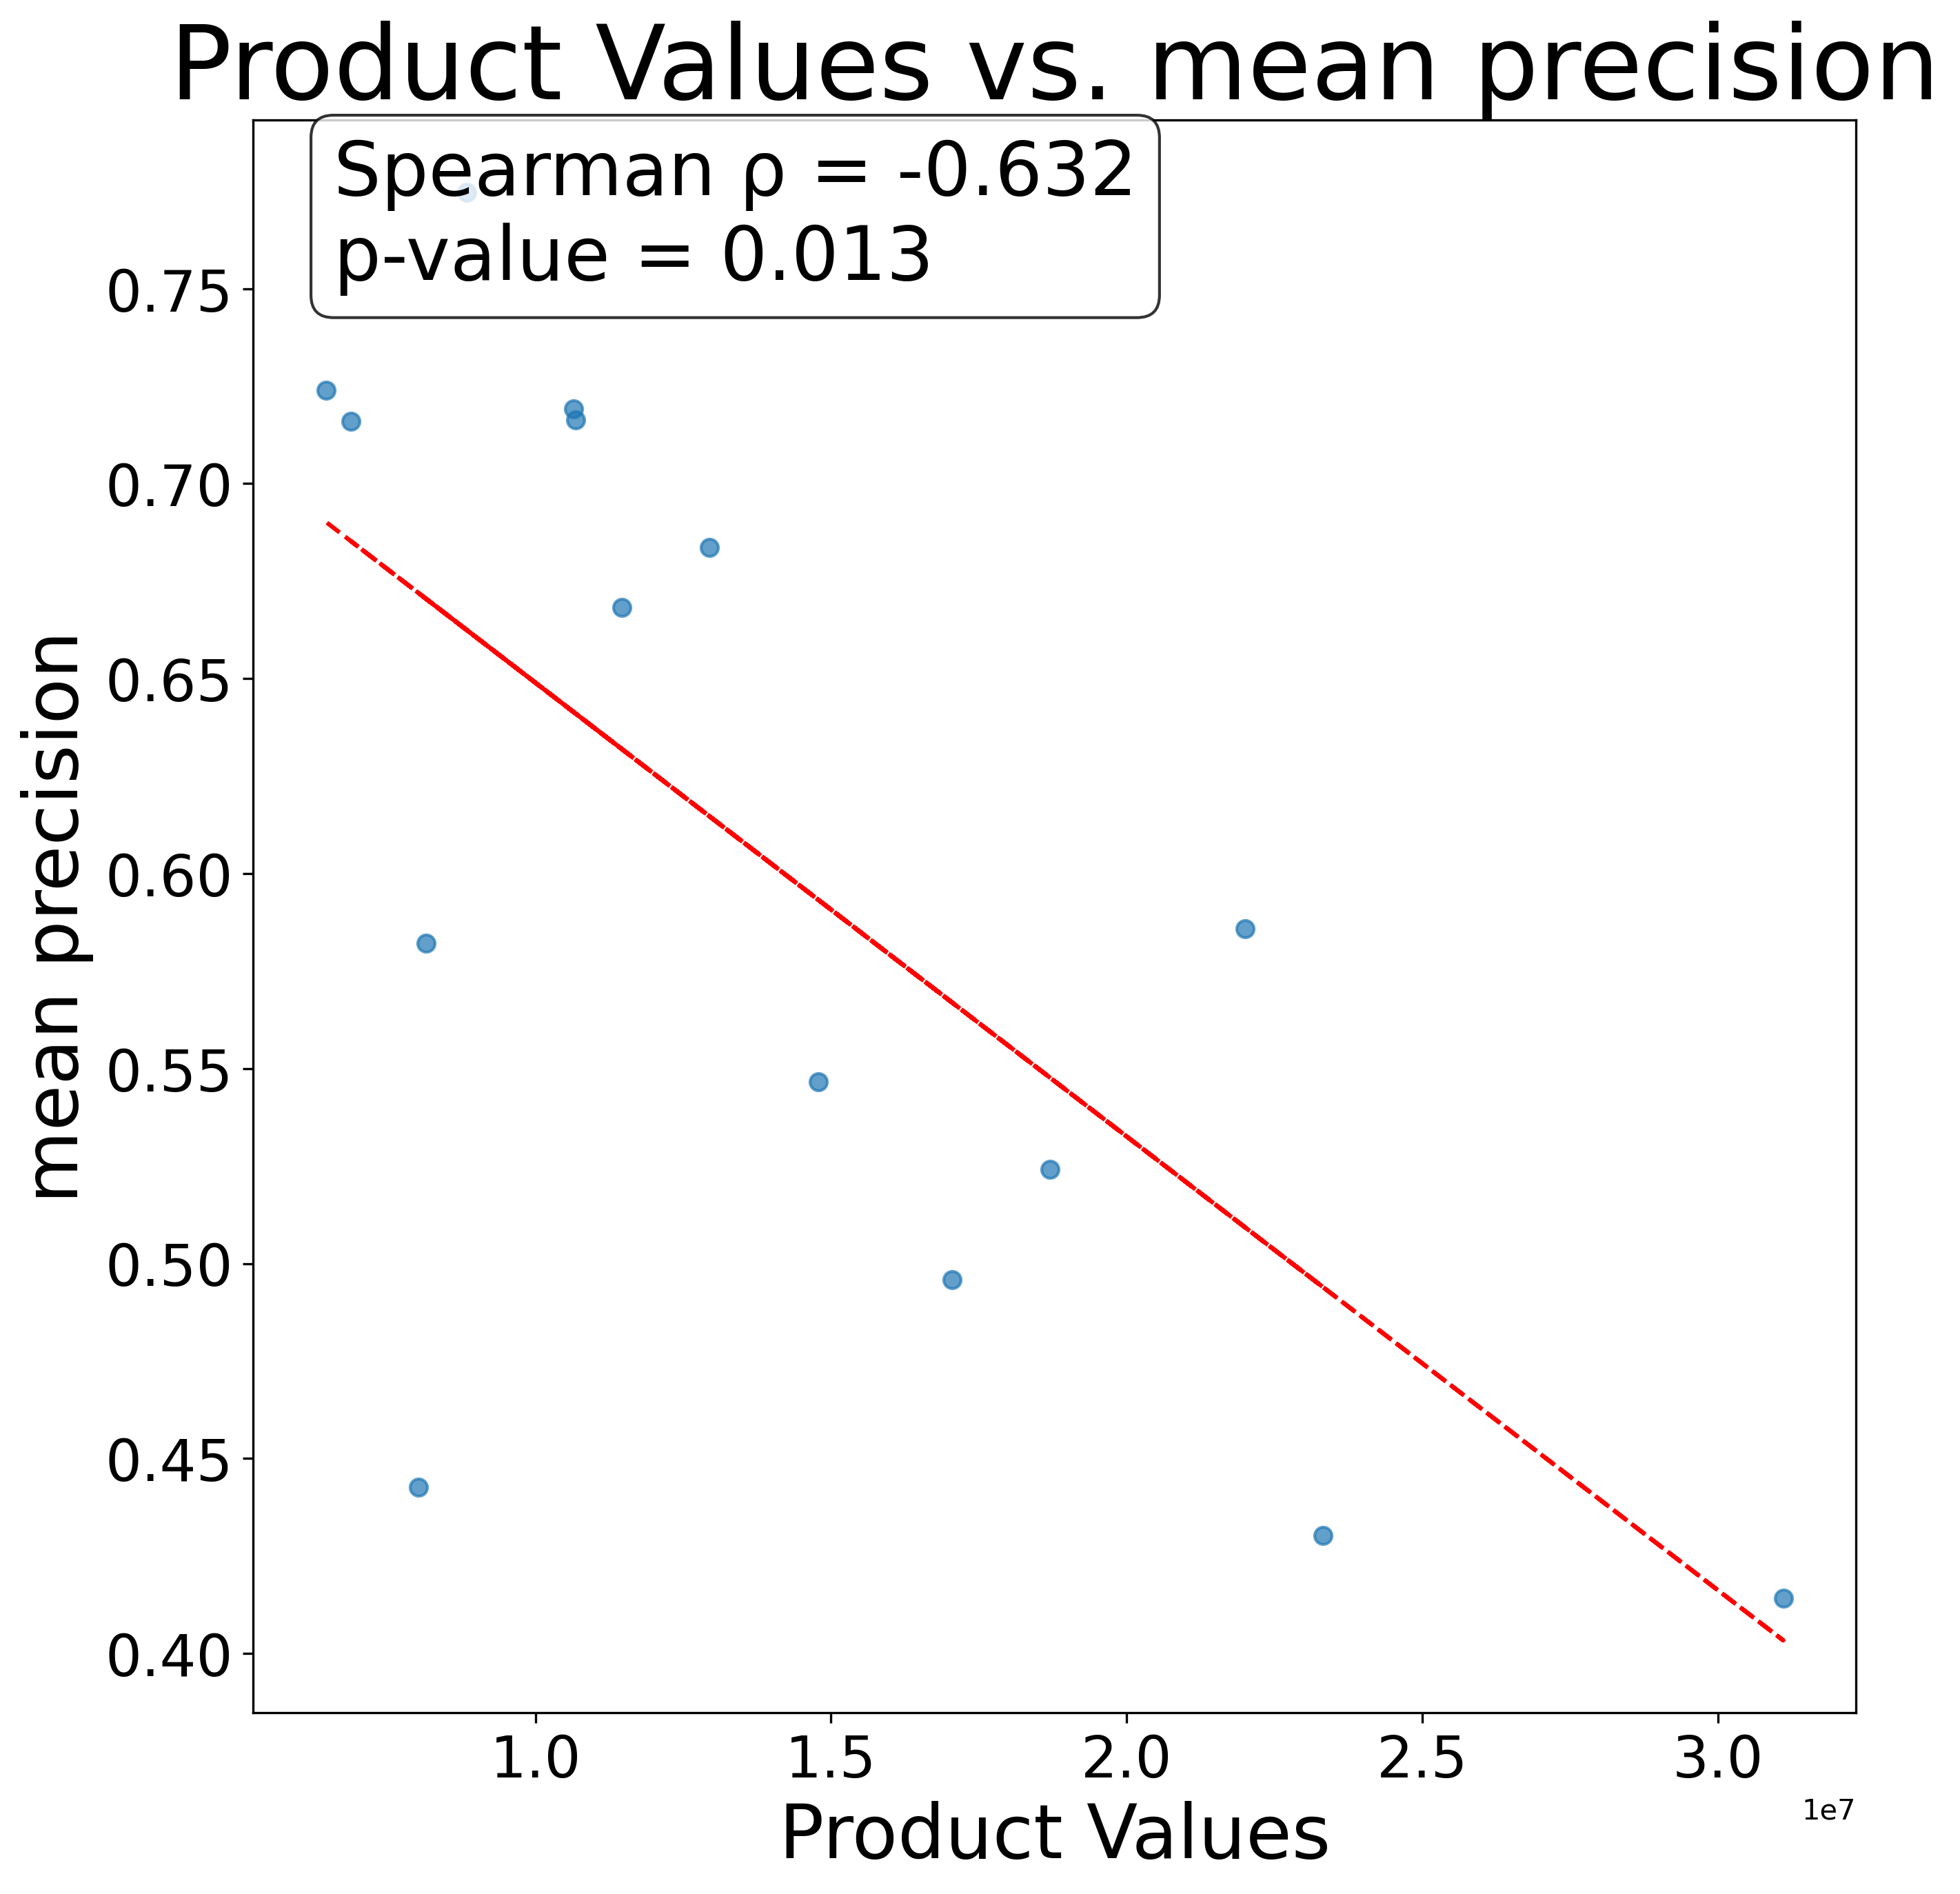 Product Values vs. mean precision
Spearman ρ = -0.632
p-value = 0.013
mean precision
0.75
0.70
0.65
0.60
0.55
0.50
0.45
0.40
1.0 1.5 2.0 2.5 3.0
1e7
Product Values